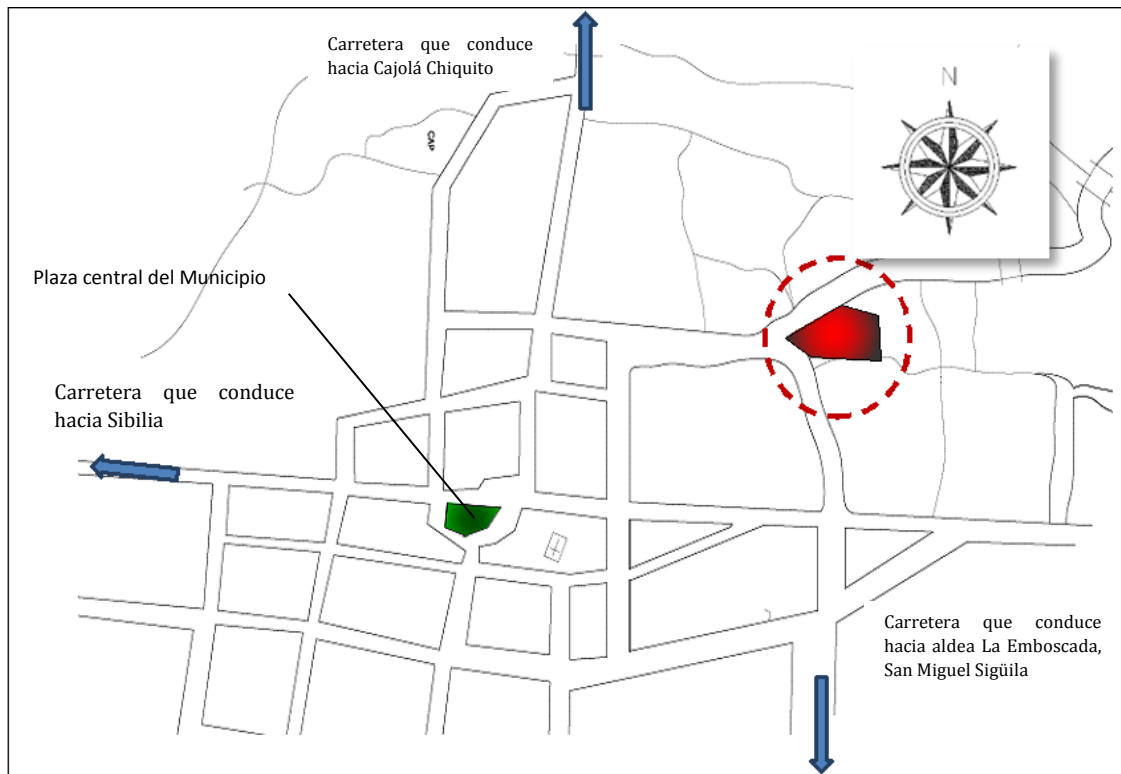 Carretera que conduce
hacia Cajolá Chiquito
N
CAP
Plaza central del Municipio
Carretera que conduce
hacia Sibilia
Carretera que conduce
hacia aldea La Emboscada,
San Miguel Sigüila